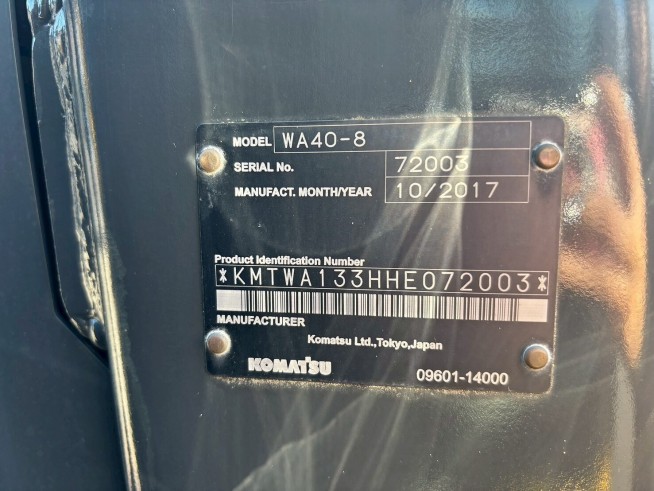 MODEL WA40-8
SERIAL No. 72003
MANUFACT. MONTH/YEAR 10/2017
Product Identification Number
*KMTWA133HHE072003*
MANUFACTURER
Komatsu Ltd.,Tokyo,Japan
KOMATSU 09601-14000